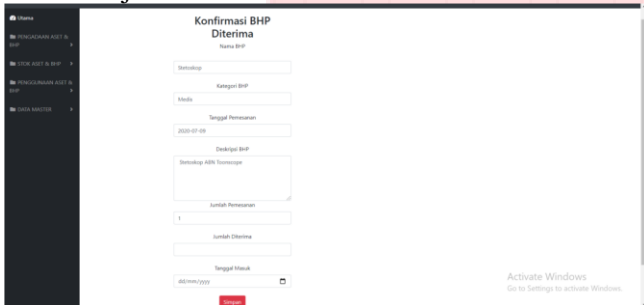 Utama
PENGADAAN ASET & BHP
STOK ASET & BHP
PENGGUNAAN ASET & BHP
DATA MASTER
Konfirmasi BHP
Diterima
Nama BHP
Stetoskop
Kategori BHP
Medis
Tanggal Pemesanan
2020-07-09
Deskripsi BHP
Stetoskop ABN
Jumlah Pemesanan
1
Jumlah Diterima
Tanggal Masuk
dd/mm/yyyy
Simpan
Activate Windows
Go to Settings to activate Windows.